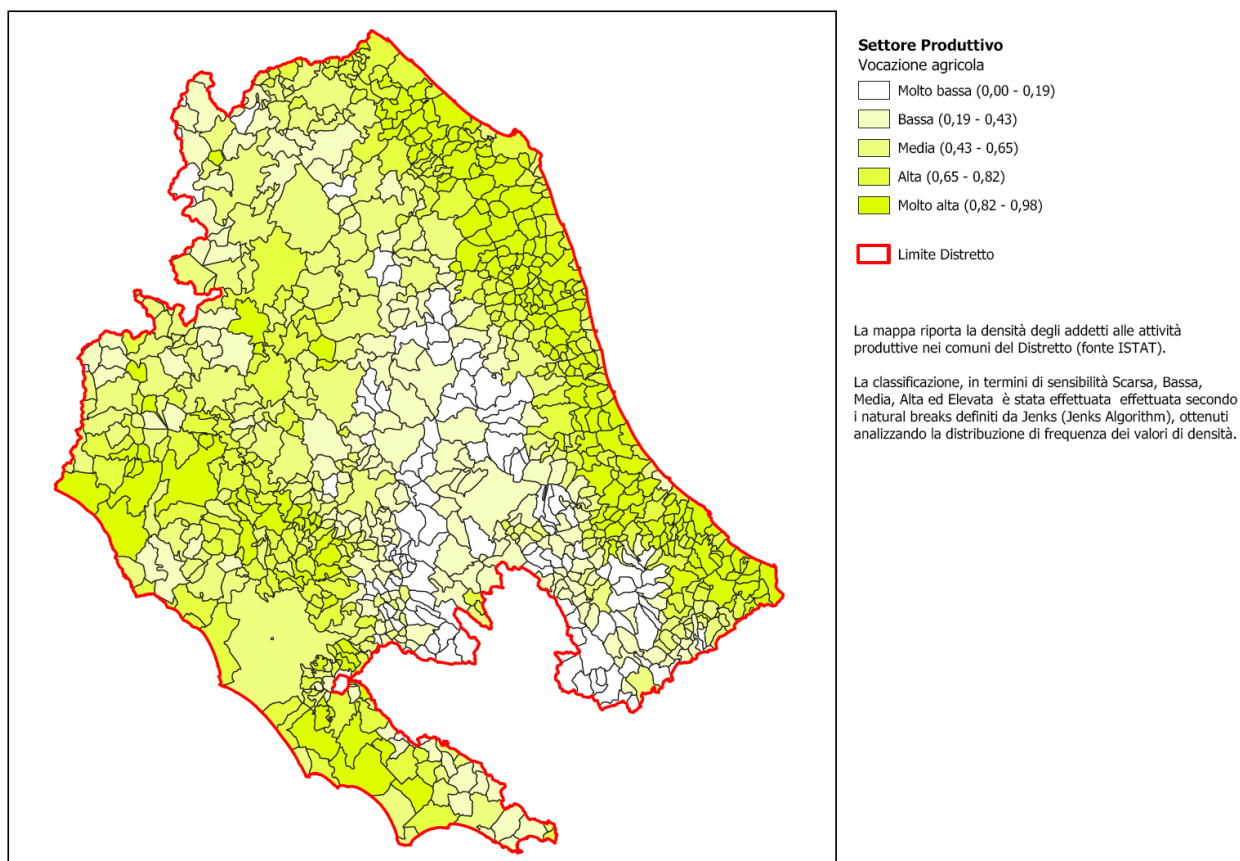 Settore Produttivo
Vocazione agricola
Molto bassa (0,00 - 0,19)
Bassa (0,19 - 0,43)
Media (0,43 - 0,65)
Alta (0,65 - 0,82)
Molto alta (0,82 - 0,98)
Limite Distretto
La mappa riporta la densità degli addetti alle attività
produttive nei comuni del Distretto (fonte ISTAT).
La classificazione, in termini di sensibilità Scarsa, Bassa,
Media, Alta ed Elevata è stata effettuata effettuata secondo
i natural breaks definiti da Jenks (Jenks Algorithm), ottenuti
analizzando la distribuzione di frequenza dei valori di densità.